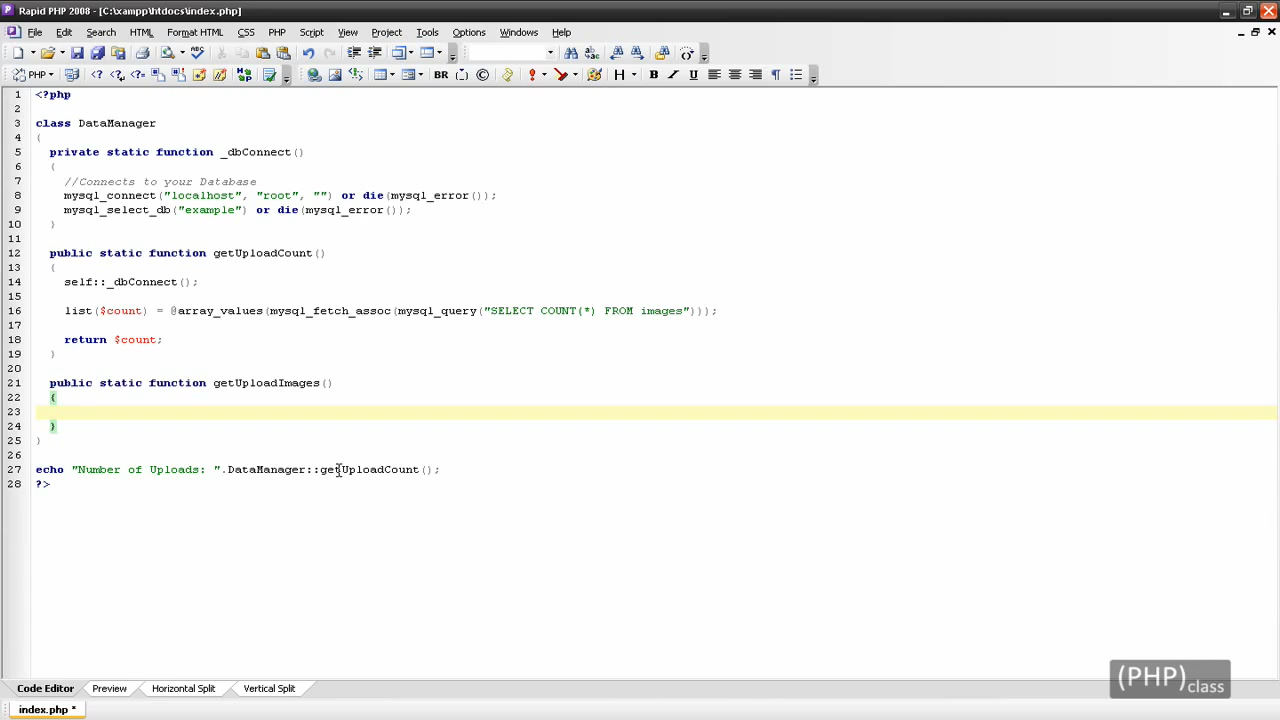 Rapid PHP 2008 - [C:\xampp\htdocs\index.php]
File Edit Search HTML Format HTML CSS PHP Script View Project Tools Options Windows Help
PHP BR H B I U
1 <?php
2
3 class DataManager
4 {
5 private static function _dbConnect()
6 {
7 //Connects to your Database
8 mysql_connect("localhost", "root", "") or die(mysql_error());
9 mysql_select_db("example") or die(mysql_error());
10 }
11
12 public static function getUploadCount()
13 {
14 self::_dbConnect();
15
16 list($count) = @array_values(mysql_fetch_assoc(mysql_query("SELECT COUNT(*) FROM images")));
17
18 return $count;
19 }
20
21 public static function getUploadImages()
22 {
23
24 }
25 }
26
27 echo "Number of Uploads: ".DataManager::getUploadCount();
28 ?>
(PHP)class
Code Editor Preview Horizontal Split Vertical Split
index.php *